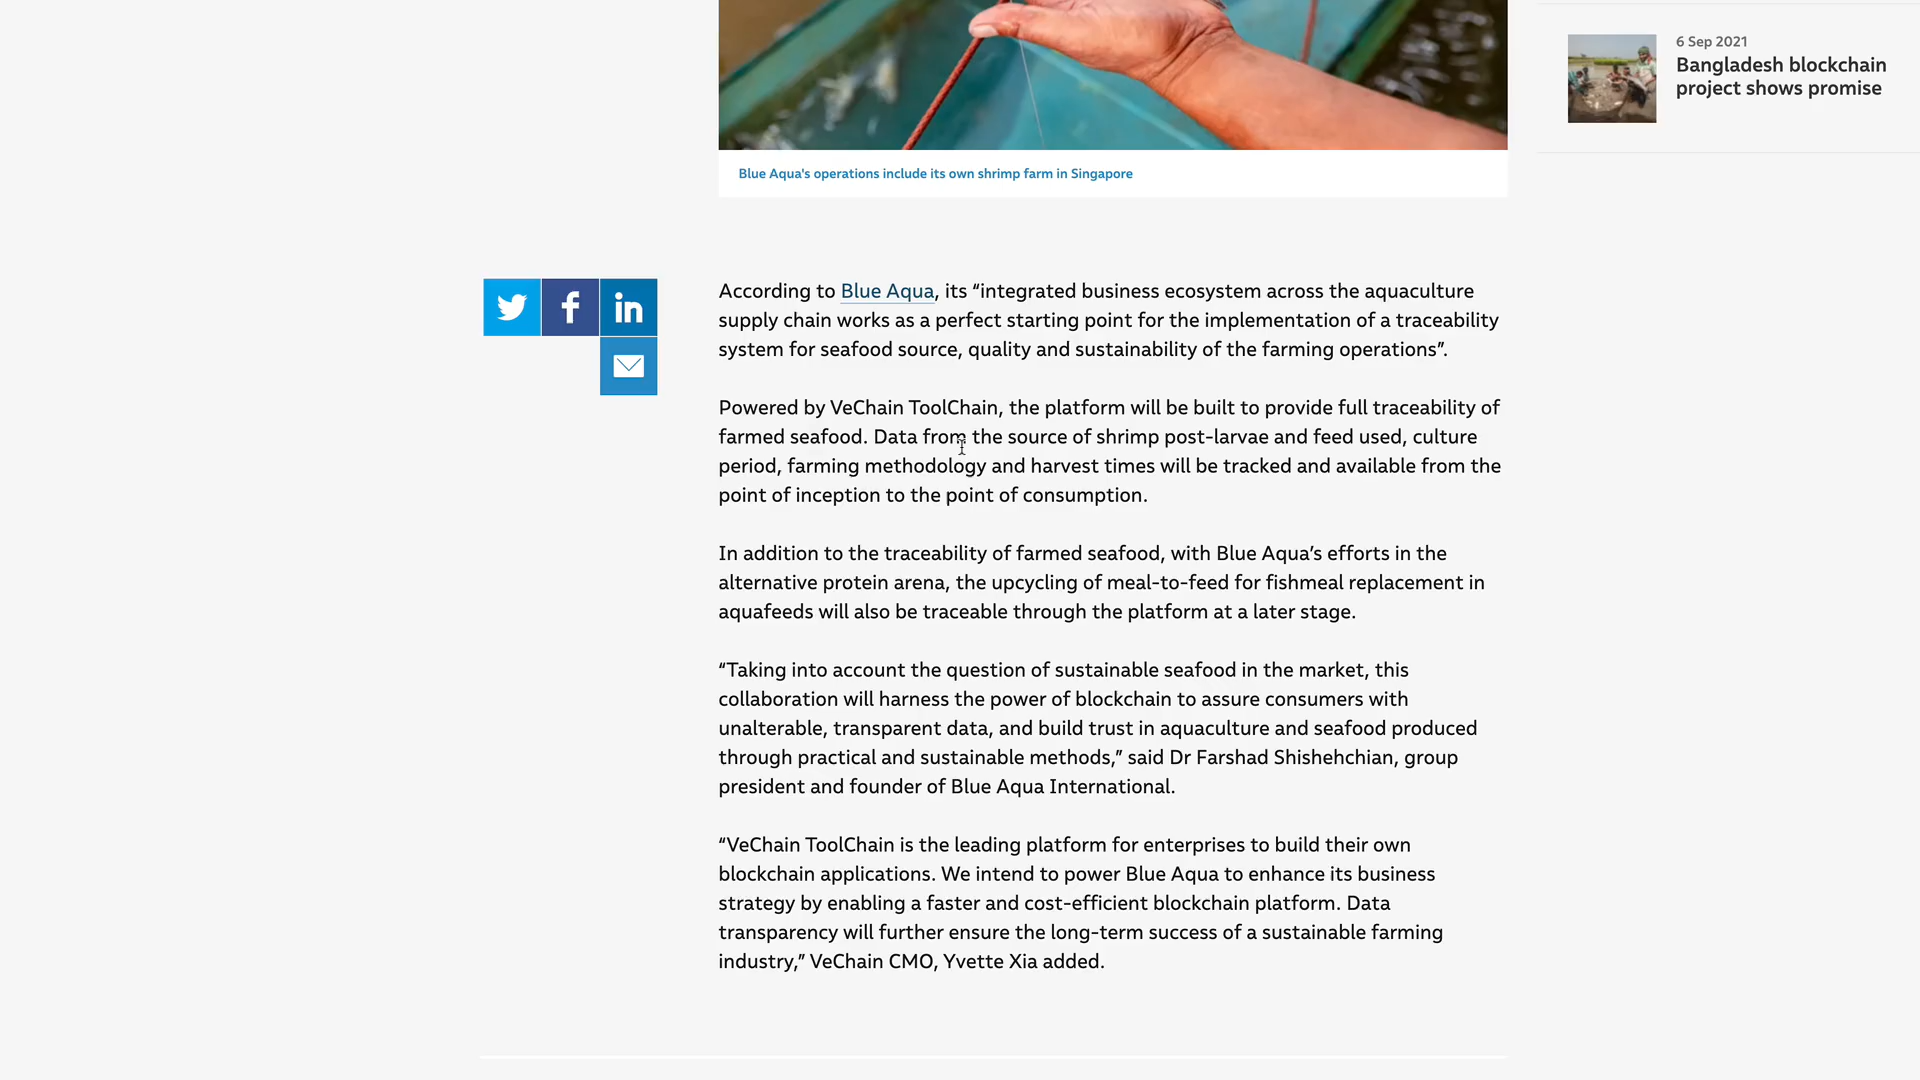 6 Sep 2021
Bangladesh blockchain
project shows promise
Blue Aqua's operations include its own shrimp farm in Singapore
According to Blue Aqua, its “integrated business ecosystem across the aquaculture
supply chain works as a perfect starting point for the implementation of a traceability
system for seafood source, quality and sustainability of the farming operations”.
Powered by VeChain ToolChain, the platform will be built to provide full traceability of
farmed seafood. Data from the source of shrimp post-larvae and feed used, culture
period, farming methodology and harvest times will be tracked and available from the
point of inception to the point of consumption.
In addition to the traceability of farmed seafood, with Blue Aqua’s efforts in the
alternative protein arena, the upcycling of meal-to-feed for fishmeal replacement in
aquafeeds will also be traceable through the platform at a later stage.
“Taking into account the question of sustainable seafood in the market, this
collaboration will harness the power of blockchain to assure consumers with
unalterable, transparent data, and build trust in aquaculture and seafood produced
through practical and sustainable methods,” said Dr Farshad Shishehchian, group
president and founder of Blue Aqua International.
“VeChain ToolChain is the leading platform for enterprises to build their own
blockchain applications. We intend to power Blue Aqua to enhance its business
strategy by enabling a faster and cost-efficient blockchain platform. Data
transparency will further ensure the long-term success of a sustainable farming
industry,” VeChain CMO, Yvette Xia added.